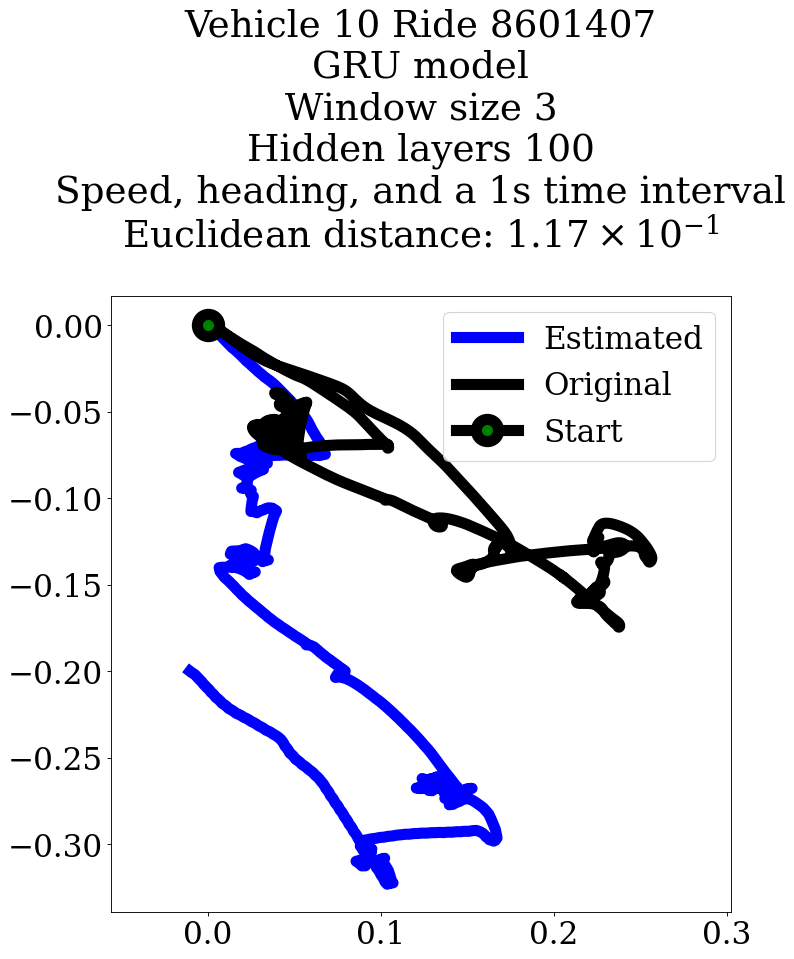 Vehicle 10 Ride 8601407
GRU model
Window size 3
Hidden layers 100
Speed, heading, and a 1s time interval
Euclidean distance: 1.17 × 10⁻¹
Estimated
Original
Start
0.00
−0.05
−0.10
−0.15
−0.20
−0.25
−0.30
0.0 0.1 0.2 0.3